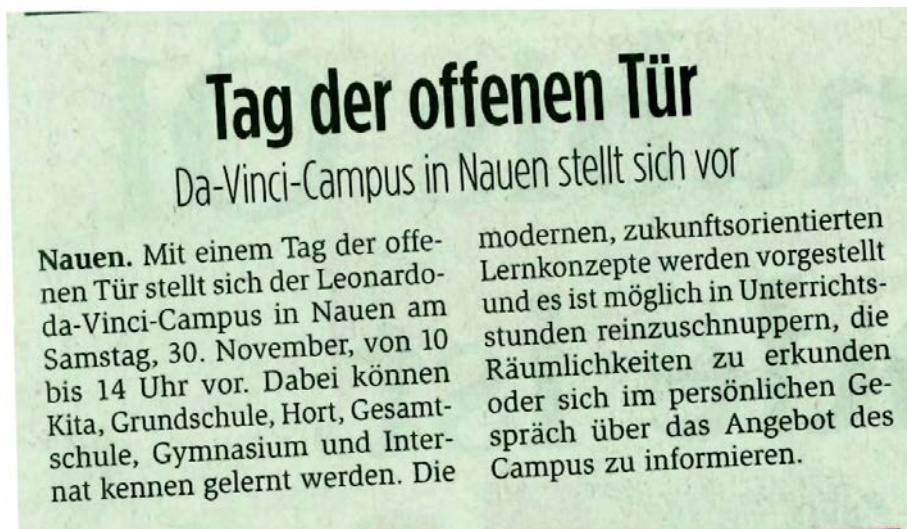 Tag der offenen Tür
Da-Vinci-Campus in Nauen stellt sich vor
Nauen. Mit einem Tag der offe-
nen Tür stellt sich der Leonardo-
da-Vinci-Campus in Nauen am
Samstag, 30. November, von 10
bis 14 Uhr vor. Dabei können
Kita, Grundschule, Hort, Gesamt-
schule, Gymnasium und Inter-
nat kennen gelernt werden. Die
modernen, zukunftsorientierten
Lernkonzepte werden vorgestellt
und es ist möglich in Unterrichts-
stunden reinzuschnuppern, die
Räumlichkeiten zu erkunden
oder sich im persönlichen Ge-
spräch über das Angebot des
Campus zu informieren.